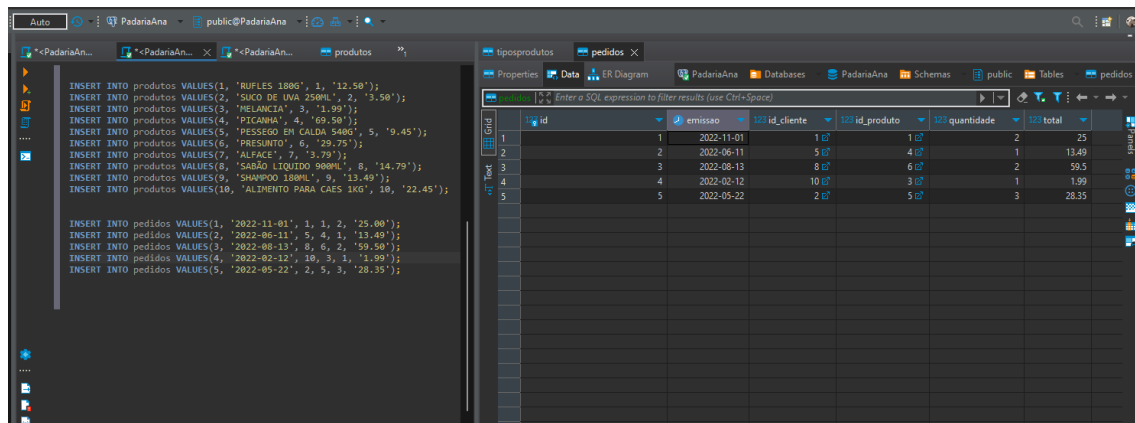 Auto PadariaAna public@PadariaAna
*<PadariaAn... *<PadariaAn... *<PadariaAn... produtos
INSERT INTO produtos VALUES(1, 'RUFLES 180G', 1, '12.50');
INSERT INTO produtos VALUES(2, 'SUCO DE UVA 250ML', 2, '3.50');
INSERT INTO produtos VALUES(3, 'MELANCIA', 3, '1.99');
INSERT INTO produtos VALUES(4, 'PICANHA', 4, '69.50');
INSERT INTO produtos VALUES(5, 'PESSEGO EM CALDA 540G', 5, '9.45');
INSERT INTO produtos VALUES(6, 'PRESUNTO', 6, '29.75');
INSERT INTO produtos VALUES(7, 'ALFACE', 7, '3.79');
INSERT INTO produtos VALUES(8, 'SABÃO LIQUIDO 900ML', 8, '14.79');
INSERT INTO produtos VALUES(9, 'SHAMPOO 180ML', 9, '13.49');
INSERT INTO produtos VALUES(10, 'ALIMENTO PARA CAES 1KG', 10, '22.45');
INSERT INTO pedidos VALUES(1, '2022-11-01', 1, 1, 2, '25.00');
INSERT INTO pedidos VALUES(2, '2022-06-11', 5, 4, 1, '13.49');
INSERT INTO pedidos VALUES(3, '2022-08-13', 8, 6, 2, '59.50');
INSERT INTO pedidos VALUES(4, '2022-02-12', 10, 3, 1, '1.99');
INSERT INTO pedidos VALUES(5, '2022-05-22', 2, 5, 3, '28.35');
tiposprodutos pedidos
Properties Data ER Diagram PadariaAna Databases PadariaAna Schemas public Tables pedidos
pedidos Enter a SQL expression to filter results (use Ctrl+Space)
Grid
Text
Panels
id emissao 123 id_cliente 123 id_produto 123 quantidade 123 total
1 1 2022-11-01 1 1 2 25
2 2 2022-06-11 5 4 1 13.49
3 3 2022-08-13 8 6 2 59.5
4 4 2022-02-12 10 3 1 1.99
5 5 2022-05-22 2 5 3 28.35